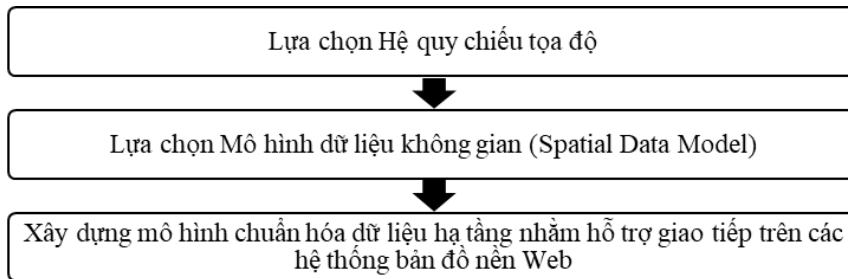 Lựa chọn Hệ quy chiếu tọa độ
Lựa chọn Mô hình dữ liệu không gian (Spatial Data Model)
Xây dựng mô hình chuẩn hóa dữ liệu hạ tầng nhằm hỗ trợ giao tiếp trên các
hệ thống bản đồ nền Web